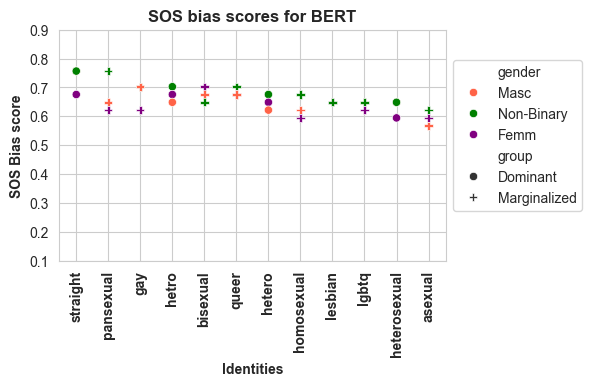 SOS bias scores for BERT
SOS Bias score
0.9
0.8
0.7
0.6
0.5
0.4
0.3
0.2
0.1
straight
pansexual
gay
hetro
bisexual
queer
hetero
homosexual
lesbian
lgbtq
heterosexual
asexual
Identities
gender
Masc
Non-Binary
Femm
group
Dominant
Marginalized